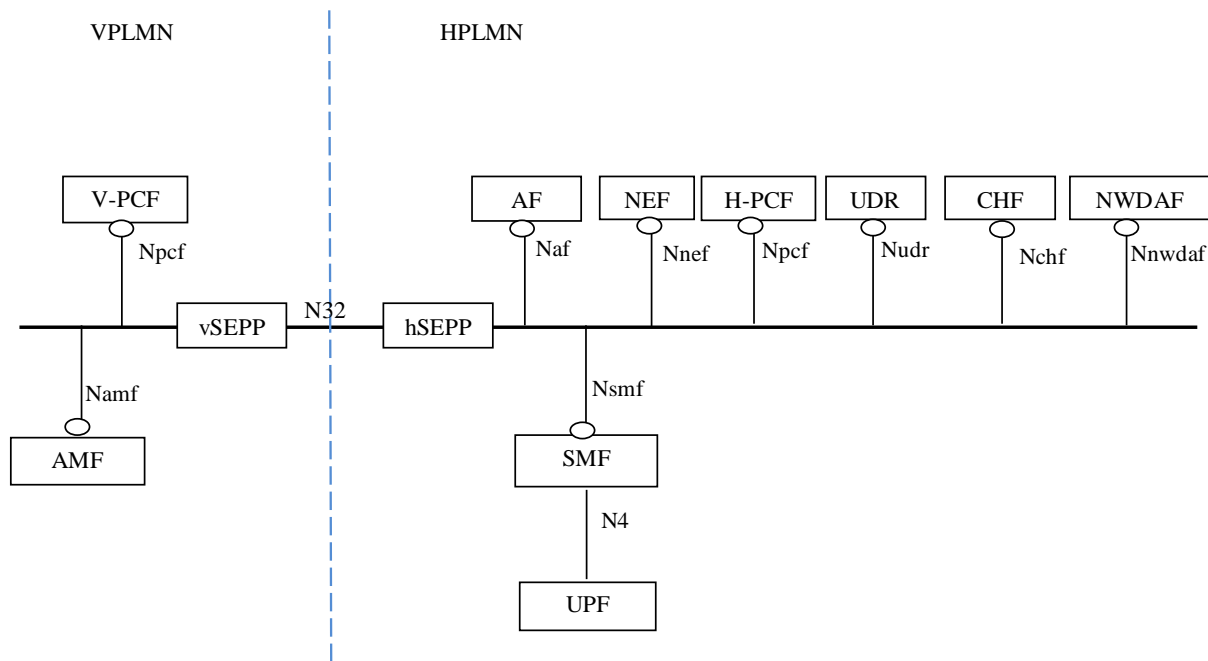 VPLMN
HPLMN
V-PCF
AF
NEF
H-PCF
UDR
CHF
NWDAF
Npcf
Naf
Nnef
Npcf
Nudr
Nchf
Nnwdaf
vSEPP
N32
hSEPP
Namf
Nsmf
AMF
SMF
N4
UPF